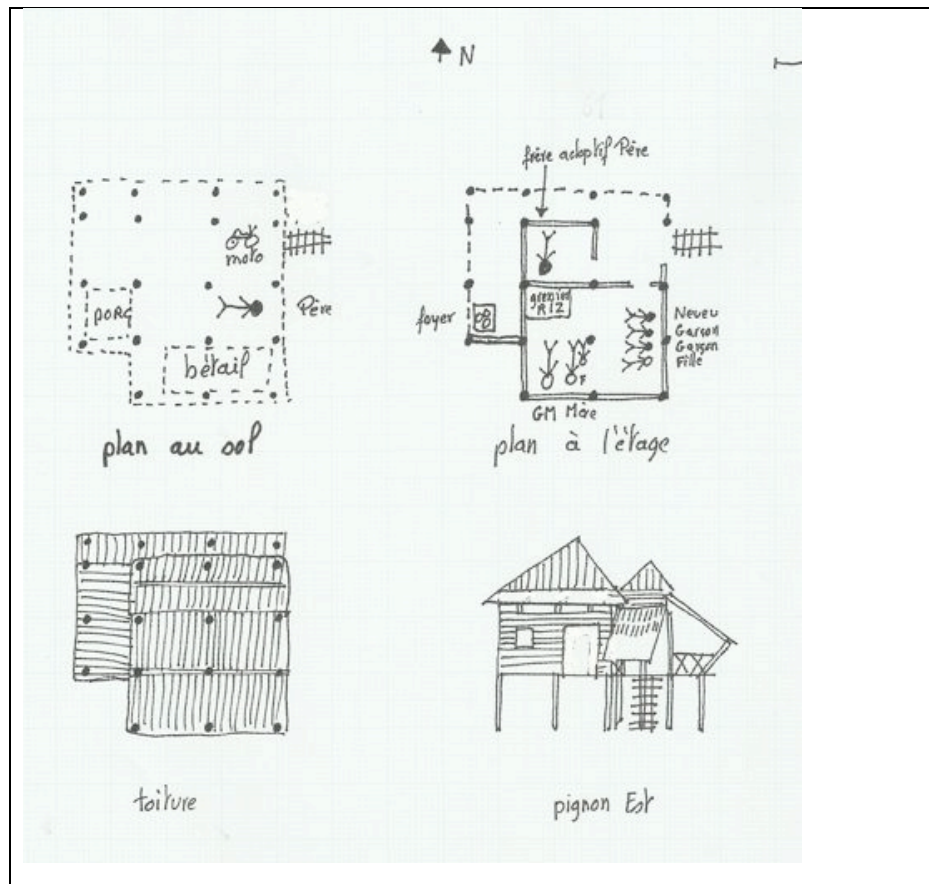 N
frère adoptif Père
moto
Père
porc
bétail
foyer
grenier
RIZ
Neveu
Garçon
Garçon
Fille
F
GM Mère
plan au sol
plan à l'étage
toiture
pignon Est